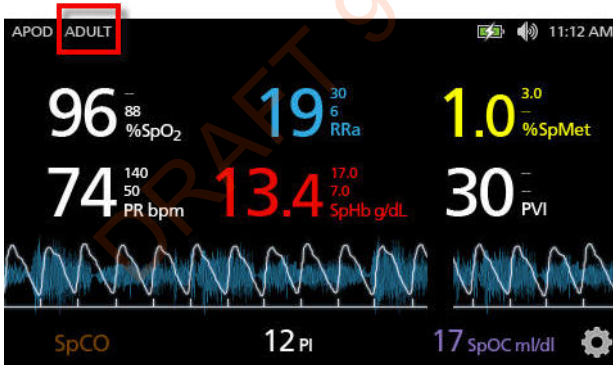 APOD ADULT 11:12 AM
96 – 88 %SpO₂
19 30 6 RRa
1.0 3.0 – %SpMet
74 140 50 PR bpm
13.4 17.0 7.0 SpHb g/dL
30 – – PVI
SpCO 12 PI 17 SpOC ml/dl
DRAFT 9